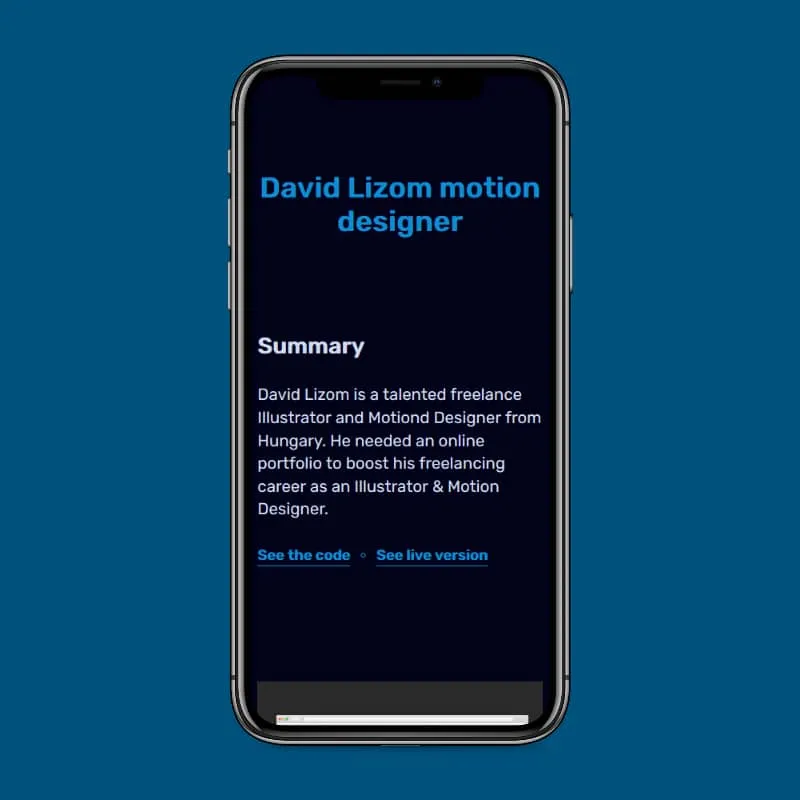 David Lizom motion
designer
Summary
David Lizom is a talented freelance
Illustrator and Motiond Designer from
Hungary. He needed an online
portfolio to boost his freelancing
career as an Illustrator & Motion
Designer.
See the code ◦ See live version